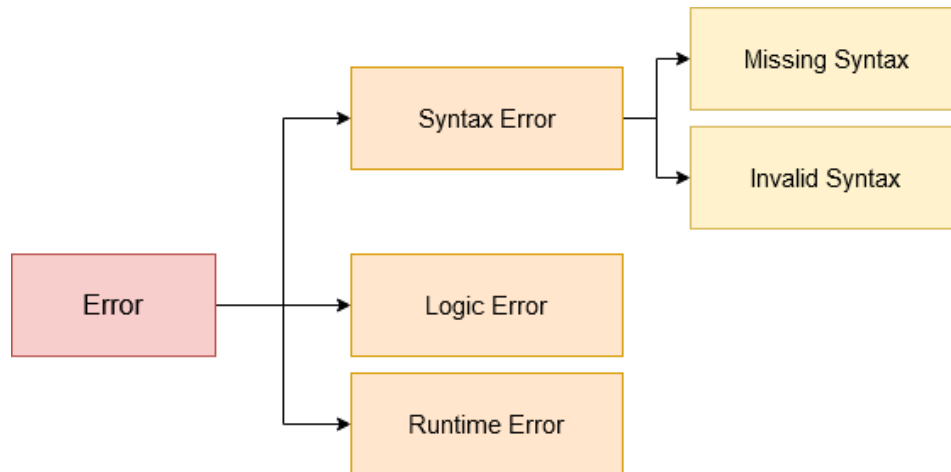 Missing Syntax
Syntax Error
Invalid Syntax
Error
Logic Error
Runtime Error